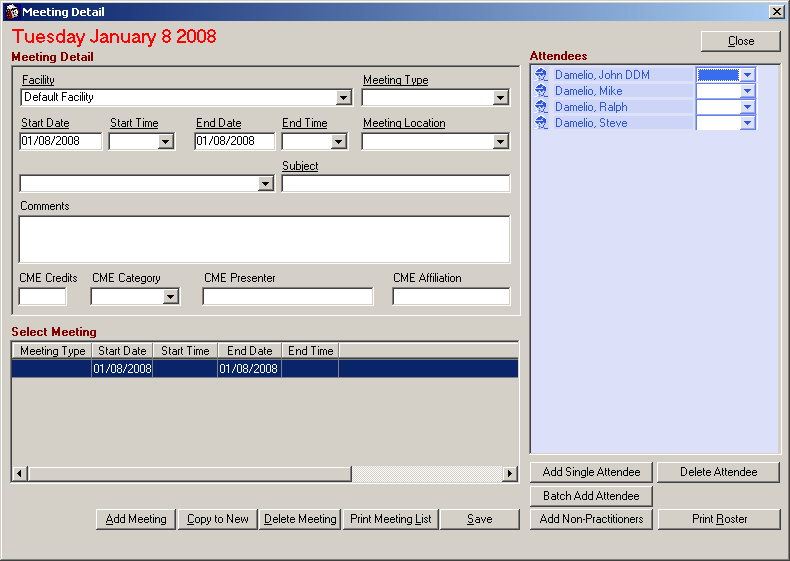 Meeting Detail
Tuesday January 8 2008
Close
Meeting Detail
Attendees
Facility
Meeting Type
Default Facility
Start Date
Start Time
End Date
End Time
Meeting Location
01/08/2008
01/08/2008
Subject
Comments
CME Credits
CME Category
CME Presenter
CME Affiliation
Select Meeting
Meeting Type
Start Date
Start Time
End Date
End Time
01/08/2008
01/08/2008
Add Meeting
Copy to New
Delete Meeting
Print Meeting List
Save
Damelio, John DDM
Damelio, Mike
Damelio, Ralph
Damelio, Steve
Add Single Attendee
Delete Attendee
Batch Add Attendee
Add Non-Practitioners
Print Roster